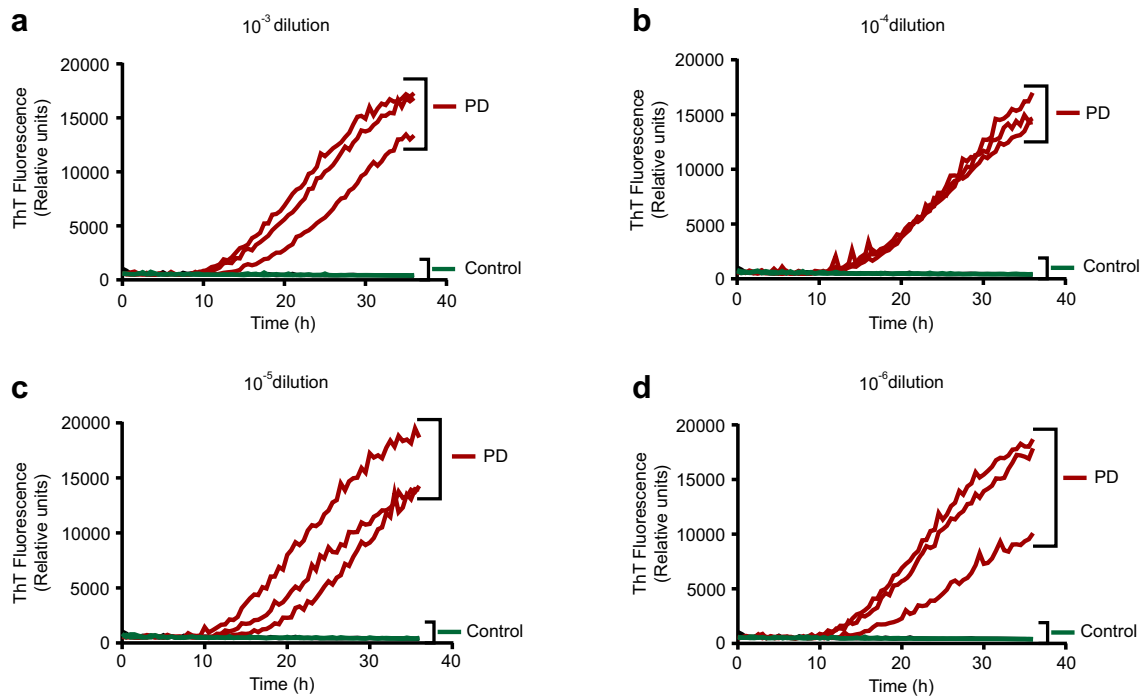 a
10⁻³ dilution
20000
15000
10000
5000
0
ThT Fluorescence
(Relative units)
PD
Control
0 10 20 30 40
Time (h)
b
10⁻⁴ dilution
20000
15000
10000
5000
0
ThT Fluorescence
(Relative units)
PD
Control
0 10 20 30 40
Time (h)
c
10⁻⁵ dilution
20000
15000
10000
5000
0
ThT Fluorescence
(Relative units)
PD
Control
0 10 20 30 40
Time (h)
d
10⁻⁶ dilution
20000
15000
10000
5000
0
ThT Fluorescence
(Relative units)
PD
Control
0 10 20 30 40
Time (h)